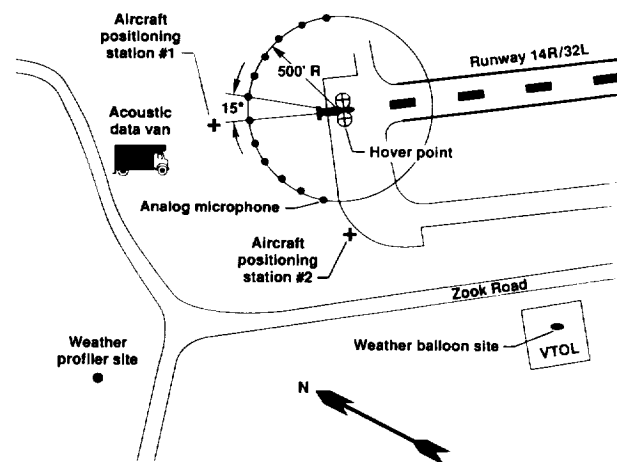 Aircraft
positioning
station #1
Runway 14R/32L
500' R
15°
Acoustic
data van
Hover point
Analog microphone
Aircraft
positioning
station #2
Zook Road
Weather
profiler site
Weather balloon site
VTOL
N